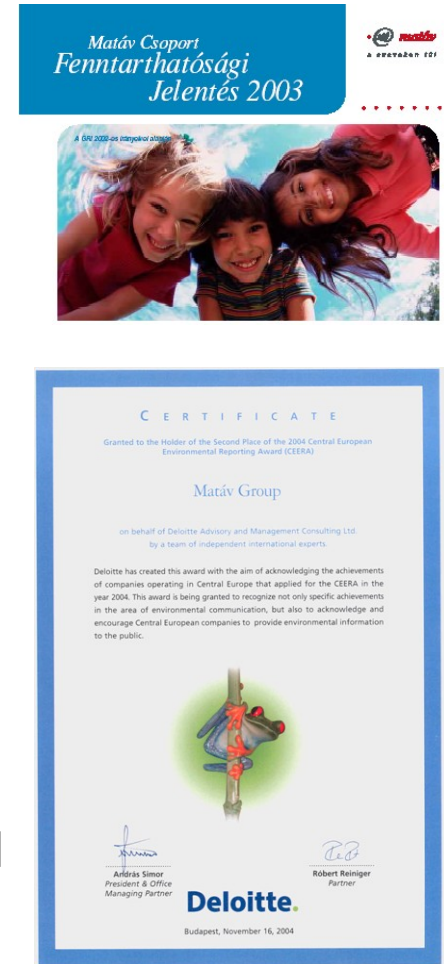 Matáv Csoport
Fenntarthatósági
Jelentés 2003
matáv
A GRI 2002-es irányelvei alapján
CERTIFICATE
Granted to the Holder of the Second Place of the 2004 Central European
Environmental Reporting Award (CEERA)
Matáv Group
on behalf of Deloitte Advisory and Management Consulting Ltd.
by a team of independent international experts
Deloitte has created this award with the aim of acknowledging the achievements
of companies operating in Central Europe that applied for the CEERA in the
year 2004. This award is being granted to recognize not only specific achievements
in the area of environmental communication, but also to acknowledge and
encourage Central European companies to provide environmental information
to the public.
András Simor
President & Office
Managing Partner
Róbert Reiniger
Partner
Deloitte.
Budapest, November 16, 2004